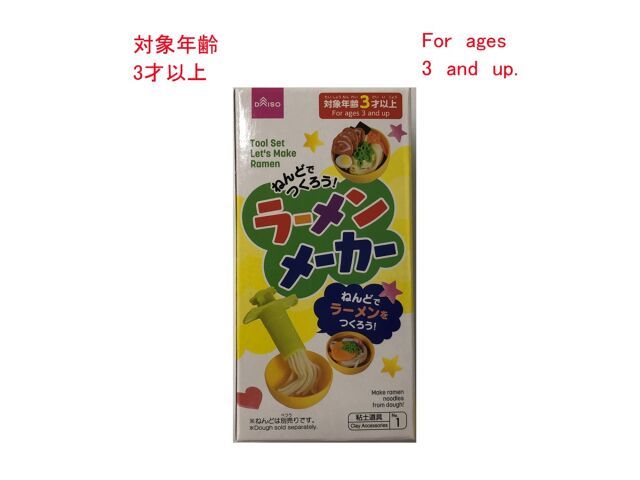 対象年齢
3才以上
For ages
3 and up.
DAISO
対象年齢3才以上
For ages 3 and up
Tool Set
Let's Make
Ramen
ねんどで
つくろう!
ラーメン
メーカー
ねんどで
ラーメンを
つくろう!
Make ramen
noodles
from dough!
※ねんどは別売りです。
※Dough sold separately.
粘土道具
Clay Accessories
No.
1